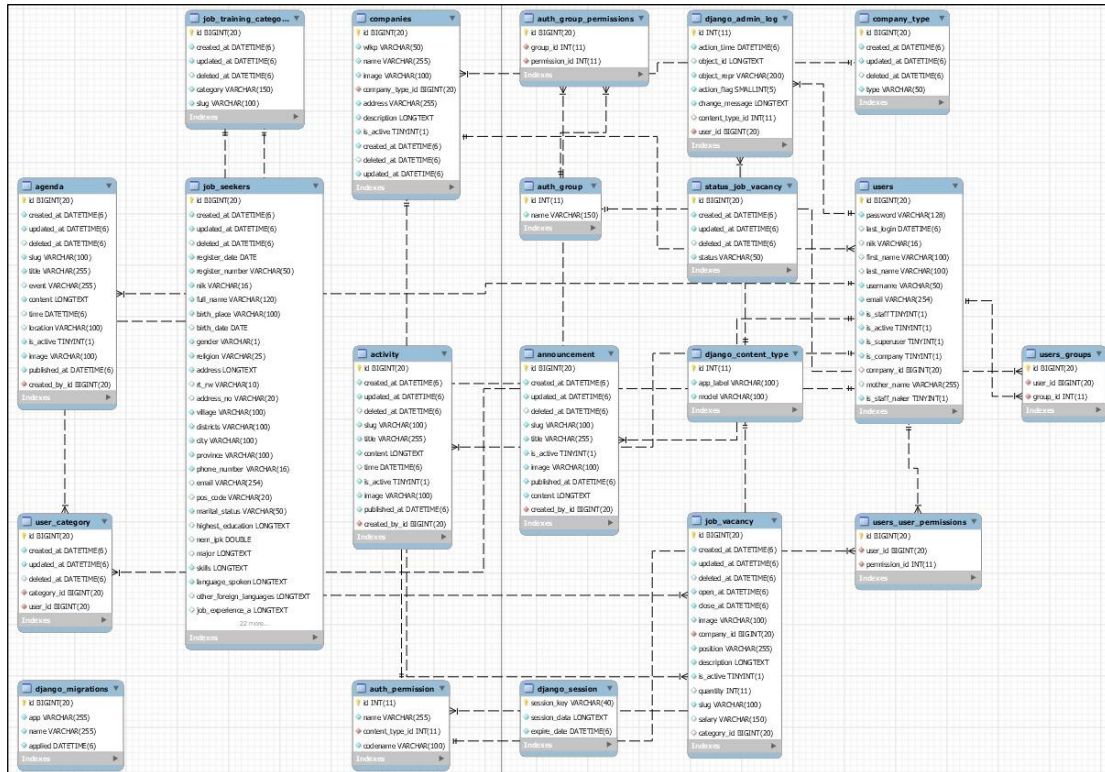 job_training_catego...
id BIGINT(20)
created_at DATETIME(6)
updated_at DATETIME(6)
deleted_at DATETIME(6)
category VARCHAR(150)
slug VARCHAR(100)
Indexes
companies
id BIGINT(20)
wlkp VARCHAR(50)
name VARCHAR(255)
image VARCHAR(100)
company_type_id BIGINT(20)
address VARCHAR(255)
description LONGTEXT
is_active TINYINT(1)
created_at DATETIME(6)
deleted_at DATETIME(6)
updated_at DATETIME(6)
Indexes
auth_group_permissions
id BIGINT(20)
group_id INT(11)
permission_id INT(11)
Indexes
django_admin_log
id INT(11)
action_time DATETIME(6)
object_id LONGTEXT
object_repr VARCHAR(200)
action_flag SMALLINT(5)
change_message LONGTEXT
content_type_id INT(11)
user_id BIGINT(20)
Indexes
company_type
id BIGINT(20)
created_at DATETIME(6)
updated_at DATETIME(6)
deleted_at DATETIME(6)
type VARCHAR(50)
Indexes
agenda
id BIGINT(20)
created_at DATETIME(6)
updated_at DATETIME(6)
deleted_at DATETIME(6)
slug VARCHAR(100)
title VARCHAR(255)
event VARCHAR(255)
content LONGTEXT
time DATETIME(6)
location VARCHAR(100)
is_active TINYINT(1)
image VARCHAR(100)
published_at DATETIME(6)
created_by_id BIGINT(20)
Indexes
job_seekers
id BIGINT(20)
created_at DATETIME(6)
updated_at DATETIME(6)
deleted_at DATETIME(6)
register_date DATE
register_number VARCHAR(50)
nik VARCHAR(16)
full_name VARCHAR(120)
birth_place VARCHAR(100)
birth_date DATE
gender VARCHAR(1)
religion VARCHAR(25)
address LONGTEXT
rt_rw VARCHAR(10)
address_no VARCHAR(20)
village VARCHAR(100)
districts VARCHAR(100)
city VARCHAR(100)
province VARCHAR(100)
phone_number VARCHAR(16)
email VARCHAR(254)
pos_code VARCHAR(20)
marital_status VARCHAR(50)
highest_education LONGTEXT
nem_ipk DOUBLE
major LONGTEXT
skills LONGTEXT
language_spoken LONGTEXT
other_foreign_languages LONGTEXT
job_experience_a LONGTEXT
22 more...
Indexes
auth_group
id INT(11)
name VARCHAR(150)
Indexes
status_job_vacancy
id BIGINT(20)
created_at DATETIME(6)
updated_at DATETIME(6)
deleted_at DATETIME(6)
status VARCHAR(50)
Indexes
users
id BIGINT(20)
password VARCHAR(128)
last_login DATETIME(6)
nik VARCHAR(16)
first_name VARCHAR(100)
last_name VARCHAR(100)
username VARCHAR(50)
email VARCHAR(254)
is_staff TINYINT(1)
is_active TINYINT(1)
is_superuser TINYINT(1)
is_company TINYINT(1)
company_id BIGINT(20)
mother_name VARCHAR(255)
is_staff_naker TINYINT(1)
Indexes
activity
id BIGINT(20)
created_at DATETIME(6)
updated_at DATETIME(6)
deleted_at DATETIME(6)
slug VARCHAR(100)
title VARCHAR(255)
content LONGTEXT
time DATETIME(6)
is_active TINYINT(1)
image VARCHAR(100)
published_at DATETIME(6)
created_by_id BIGINT(20)
Indexes
announcement
id BIGINT(20)
created_at DATETIME(6)
updated_at DATETIME(6)
deleted_at DATETIME(6)
slug VARCHAR(100)
title VARCHAR(255)
is_active TINYINT(1)
image VARCHAR(100)
published_at DATETIME(6)
content LONGTEXT
created_by_id BIGINT(20)
Indexes
django_content_type
id INT(11)
app_label VARCHAR(100)
model VARCHAR(100)
Indexes
users_groups
id BIGINT(20)
user_id BIGINT(20)
group_id INT(11)
Indexes
user_category
id BIGINT(20)
created_at DATETIME(6)
updated_at DATETIME(6)
deleted_at DATETIME(6)
category_id BIGINT(20)
user_id BIGINT(20)
Indexes
job_vacancy
id BIGINT(20)
created_at DATETIME(6)
updated_at DATETIME(6)
deleted_at DATETIME(6)
open_at DATETIME(6)
close_at DATETIME(6)
image VARCHAR(100)
company_id BIGINT(20)
position VARCHAR(255)
description LONGTEXT
is_active TINYINT(1)
quantity INT(11)
slug VARCHAR(100)
salary VARCHAR(150)
category_id BIGINT(20)
Indexes
users_user_permissions
id BIGINT(20)
user_id BIGINT(20)
permission_id INT(11)
Indexes
django_migrations
id BIGINT(20)
app VARCHAR(255)
name VARCHAR(255)
applied DATETIME(6)
Indexes
auth_permission
id INT(11)
name VARCHAR(255)
content_type_id INT(11)
codename VARCHAR(100)
Indexes
django_session
session_key VARCHAR(40)
session_data LONGTEXT
expire_date DATETIME(6)
Indexes